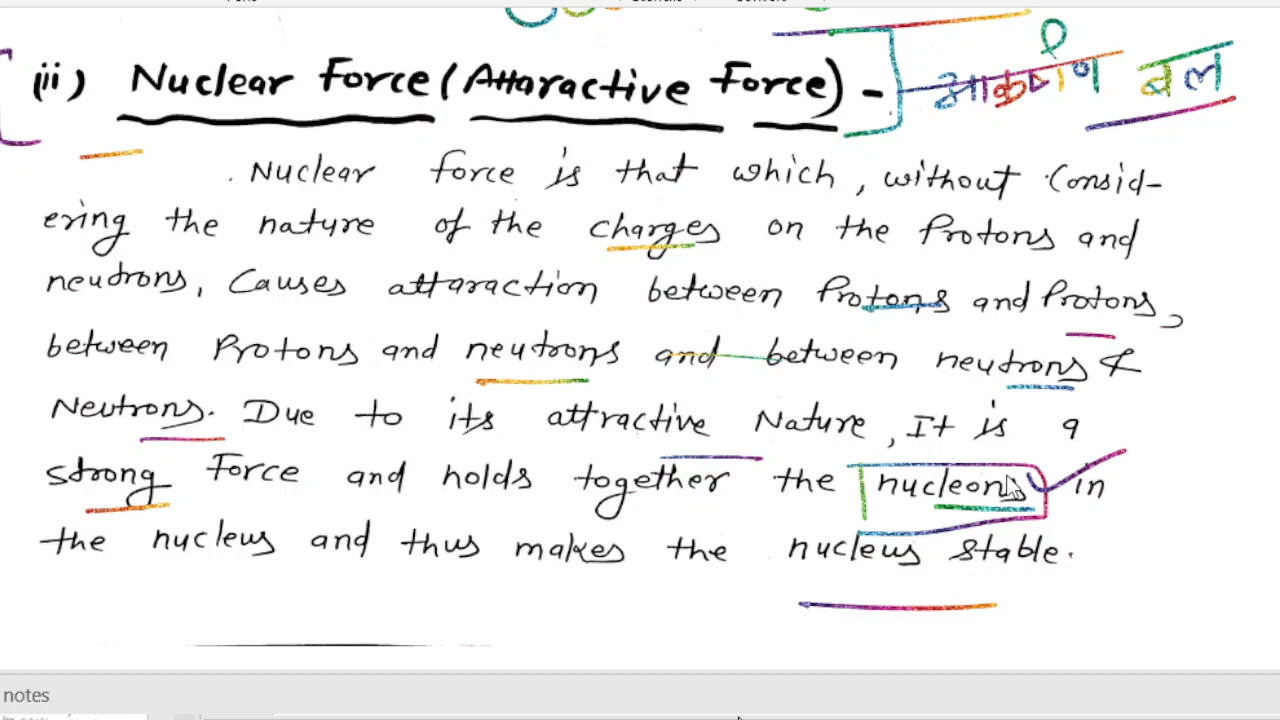 (ii) Nuclear Force (Attaractive Force) - आकर्षण बल
Nuclear force is that which, without Consid-
ering the nature of the charges on the Protons and
neutrons, Causes attaraction between Protons and Protons,
between Protons and neutrons and between neutrons &
Neutrons. Due to its attractive Nature, It is a
strong Force and holds together the nucleons in
the nucleus and thus makes the nucleus stable.
notes